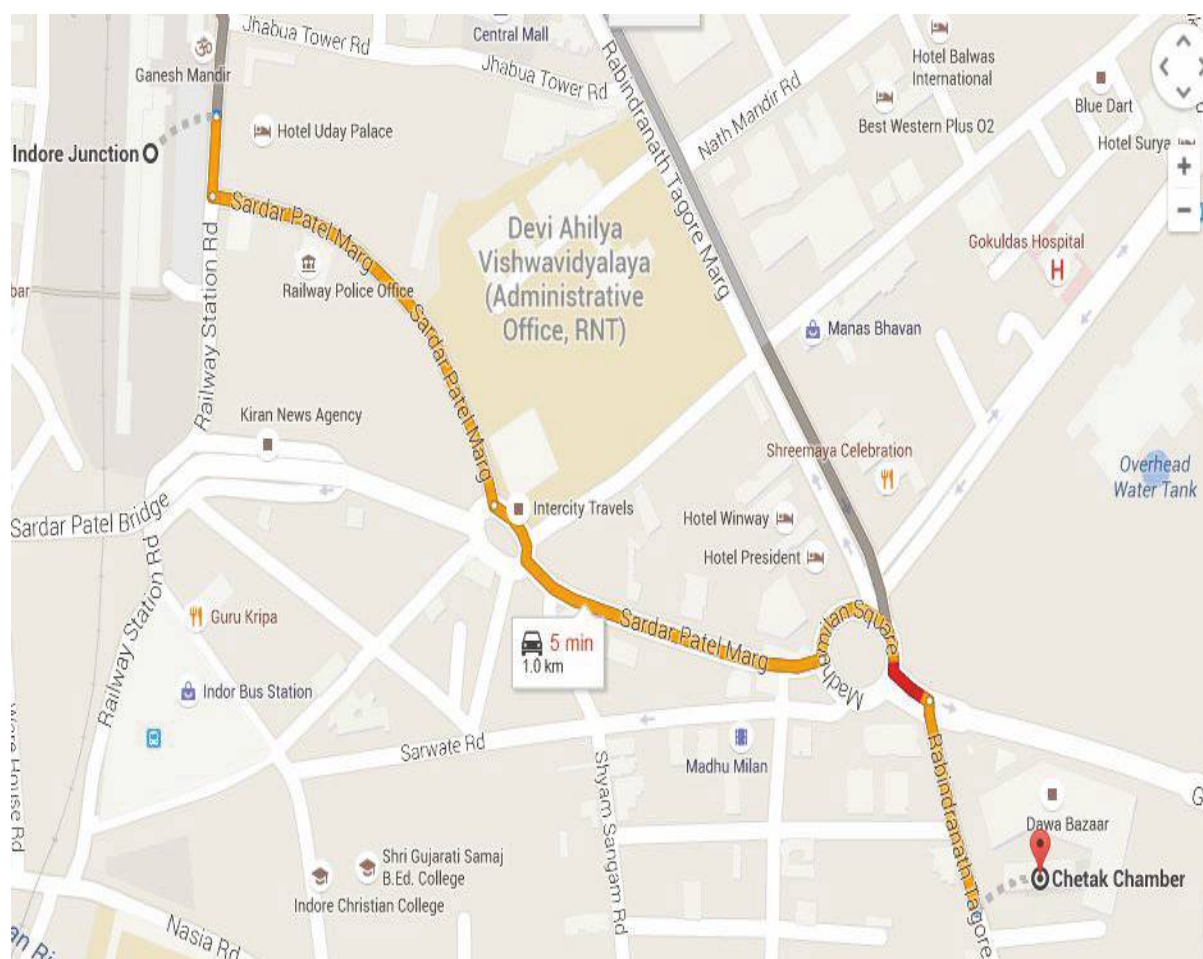 Jhabua Tower Rd
Central Mall
Ganesh Mandir
Jhabua Tower Rd
Rabindranath Tagore Marg
Hotel Balwas
International
Blue Dart
Best Western Plus O2
Nath Mandir Rd
Hotel Surya
+
−
Hotel Uday Palace
Indore Junction
Sardar Patel Marg
Devi Ahilya
Vishwavidyalaya
(Administrative
Office, RNT)
Gokuldas Hospital
H
Railway Police Office
bar
Railway Station Rd
Sardar Patel Marg
Manas Bhavan
Kiran News Agency
Shreemaya Celebration
Overhead
Water Tank
Intercity Travels
Hotel Winway
Sardar Patel Bridge
Hotel President
Railway Station Rd
Guru Kripa
5 min
1.0 km
Sardar Patel Marg
Madhumilan Square
Indor Bus Station
Sarwate Rd
Madhu Milan
Shyam Sangam Rd
Rabindranath Tagore
G
Dawa Bazaar
Chetak Chamber
Shri Gujarati Samaj
B.Ed. College
Indore Christian College
Nasia Rd